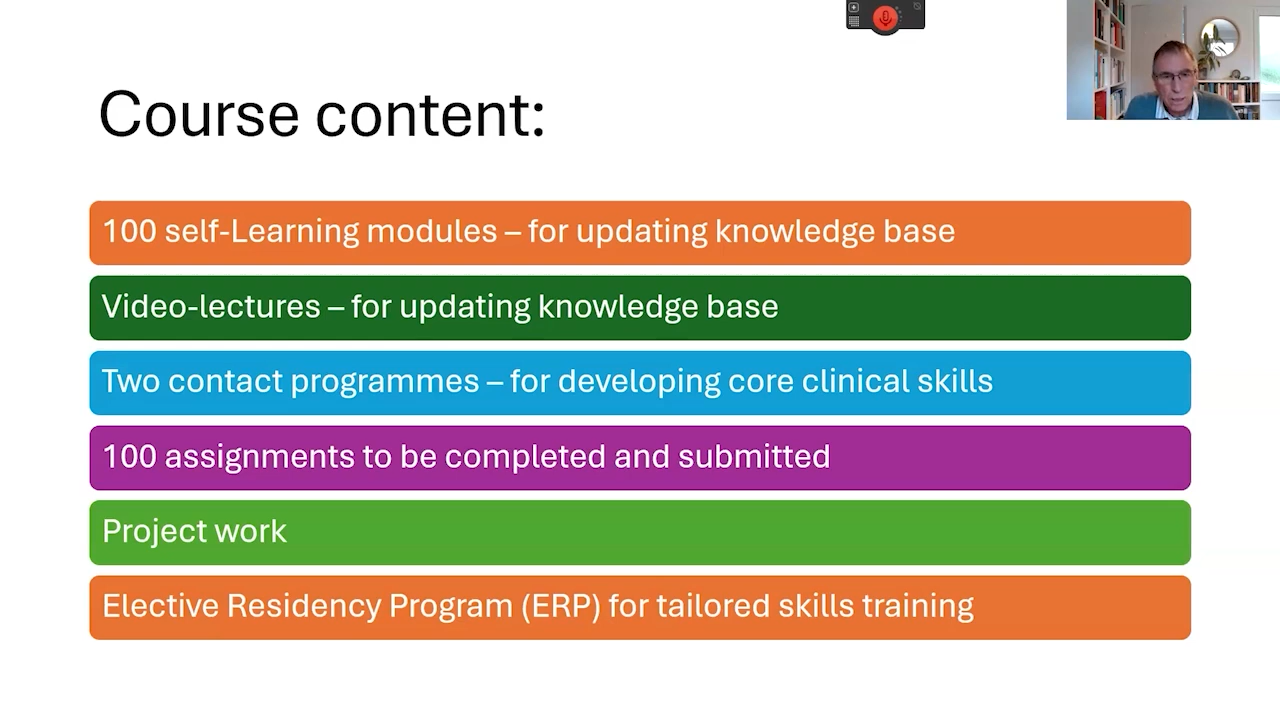 Course content:
100 self-Learning modules – for updating knowledge base
Video-lectures – for updating knowledge base
Two contact programmes – for developing core clinical skills
100 assignments to be completed and submitted
Project work
Elective Residency Program (ERP) for tailored skills training